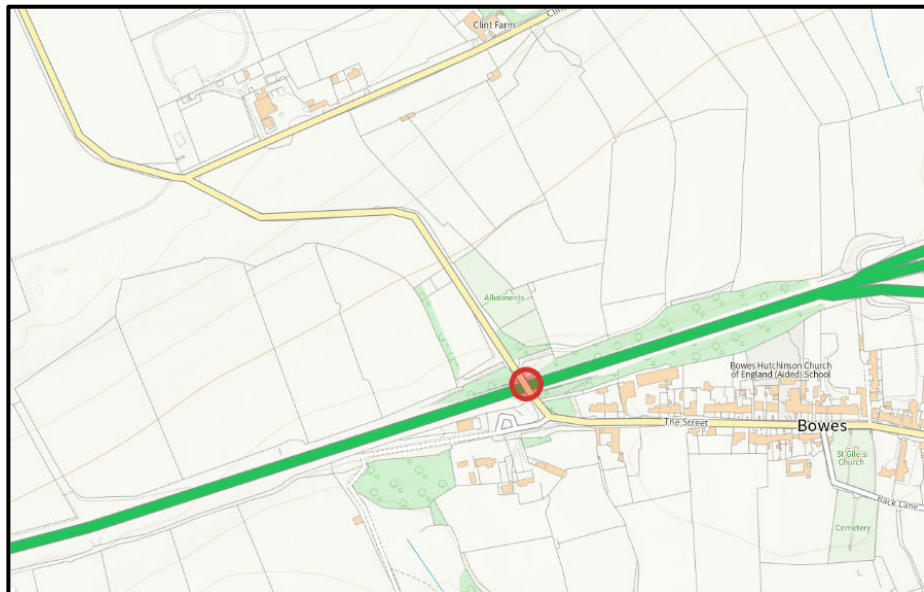 Clint Farm
Allotments
Bowes Hutchinson Church
of England (Aided) School
The Street
Bowes
St Giles's
Church
Back Lane
Cemetery